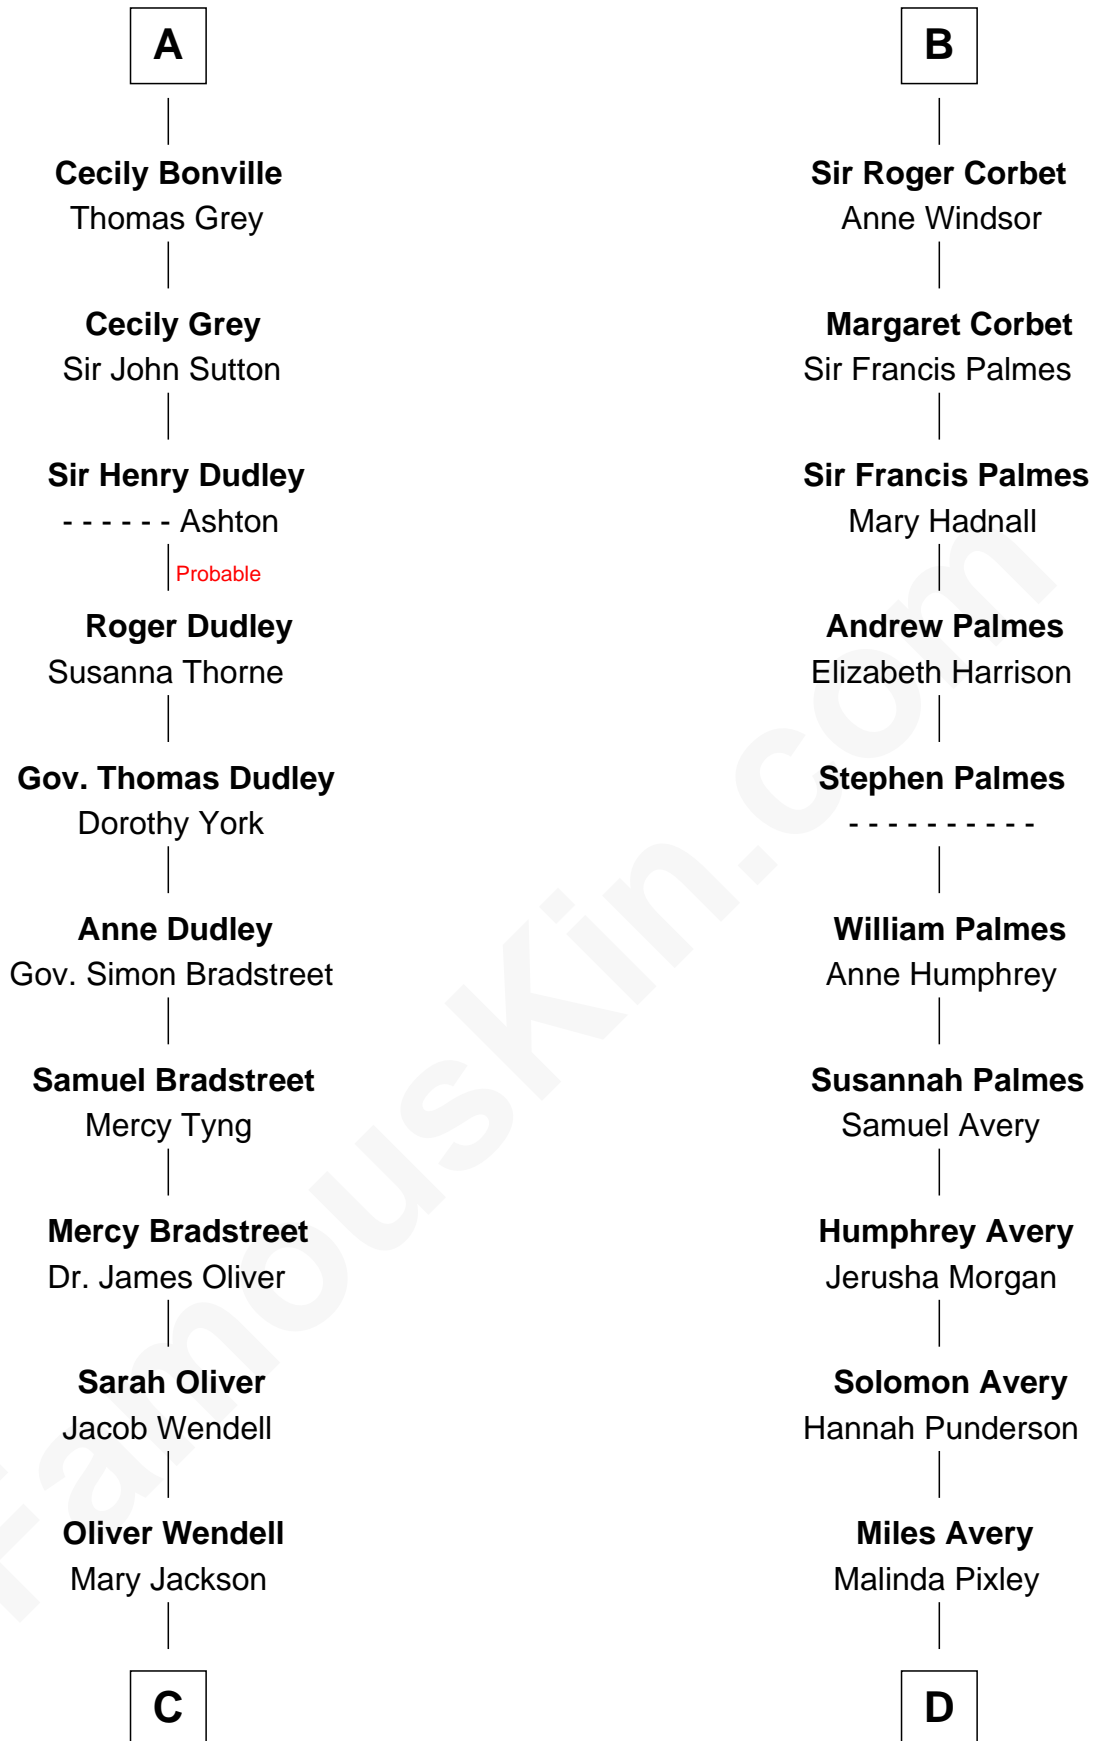 A
Cecily Bonville
Thomas Grey
Cecily Grey
Sir John Sutton
Sir Henry Dudley
- - - - - - Ashton
Probable
Roger Dudley
Susanna Thorne
Gov. Thomas Dudley
Dorothy York
Anne Dudley
Gov. Simon Bradstreet
Samuel Bradstreet
Mercy Tyng
Mercy Bradstreet
Dr. James Oliver
Sarah Oliver
Jacob Wendell
Oliver Wendell
Mary Jackson
C
B
Sir Roger Corbet
Anne Windsor
Margaret Corbet
Sir Francis Palmes
Sir Francis Palmes
Mary Hadnall
Andrew Palmes
Elizabeth Harrison
Stephen Palmes
- - - - - - - - - -
William Palmes
Anne Humphrey
Susannah Palmes
Samuel Avery
Humphrey Avery
Jerusha Morgan
Solomon Avery
Hannah Punderson
Miles Avery
Malinda Pixley
D
FamousKin.com